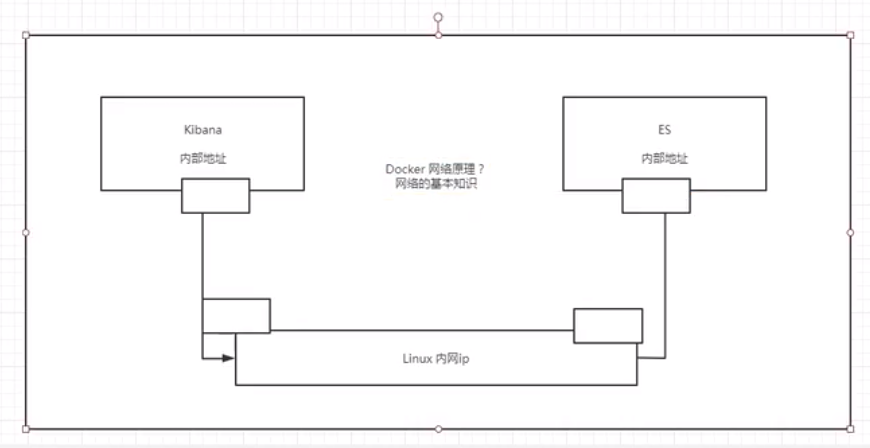 Kibana
内部地址
Docker 网络原理？
网络的基本知识
ES
内部地址
Linux 内网ip